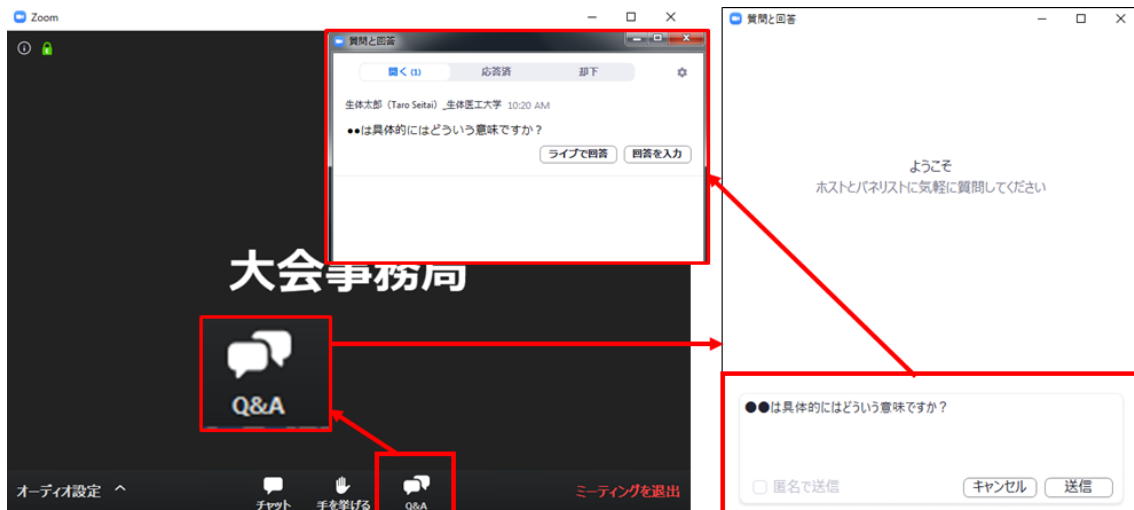 Zoom
質問と回答
開く (1) 応答済 却下
生体太郎（Taro Seitai）_生体医工大学 10:20 AM
●●は具体的にはどういう意味ですか？
ライブで回答 回答を入力
大会事務局
Q&A
オーディオ設定
チャット 手を挙げる Q&A
ミーティングを退出
質問と回答
ようこそ
ホストとパネリストに気軽に質問してください
●●は具体的にはどういう意味ですか？
匿名で送信 キャンセル 送信